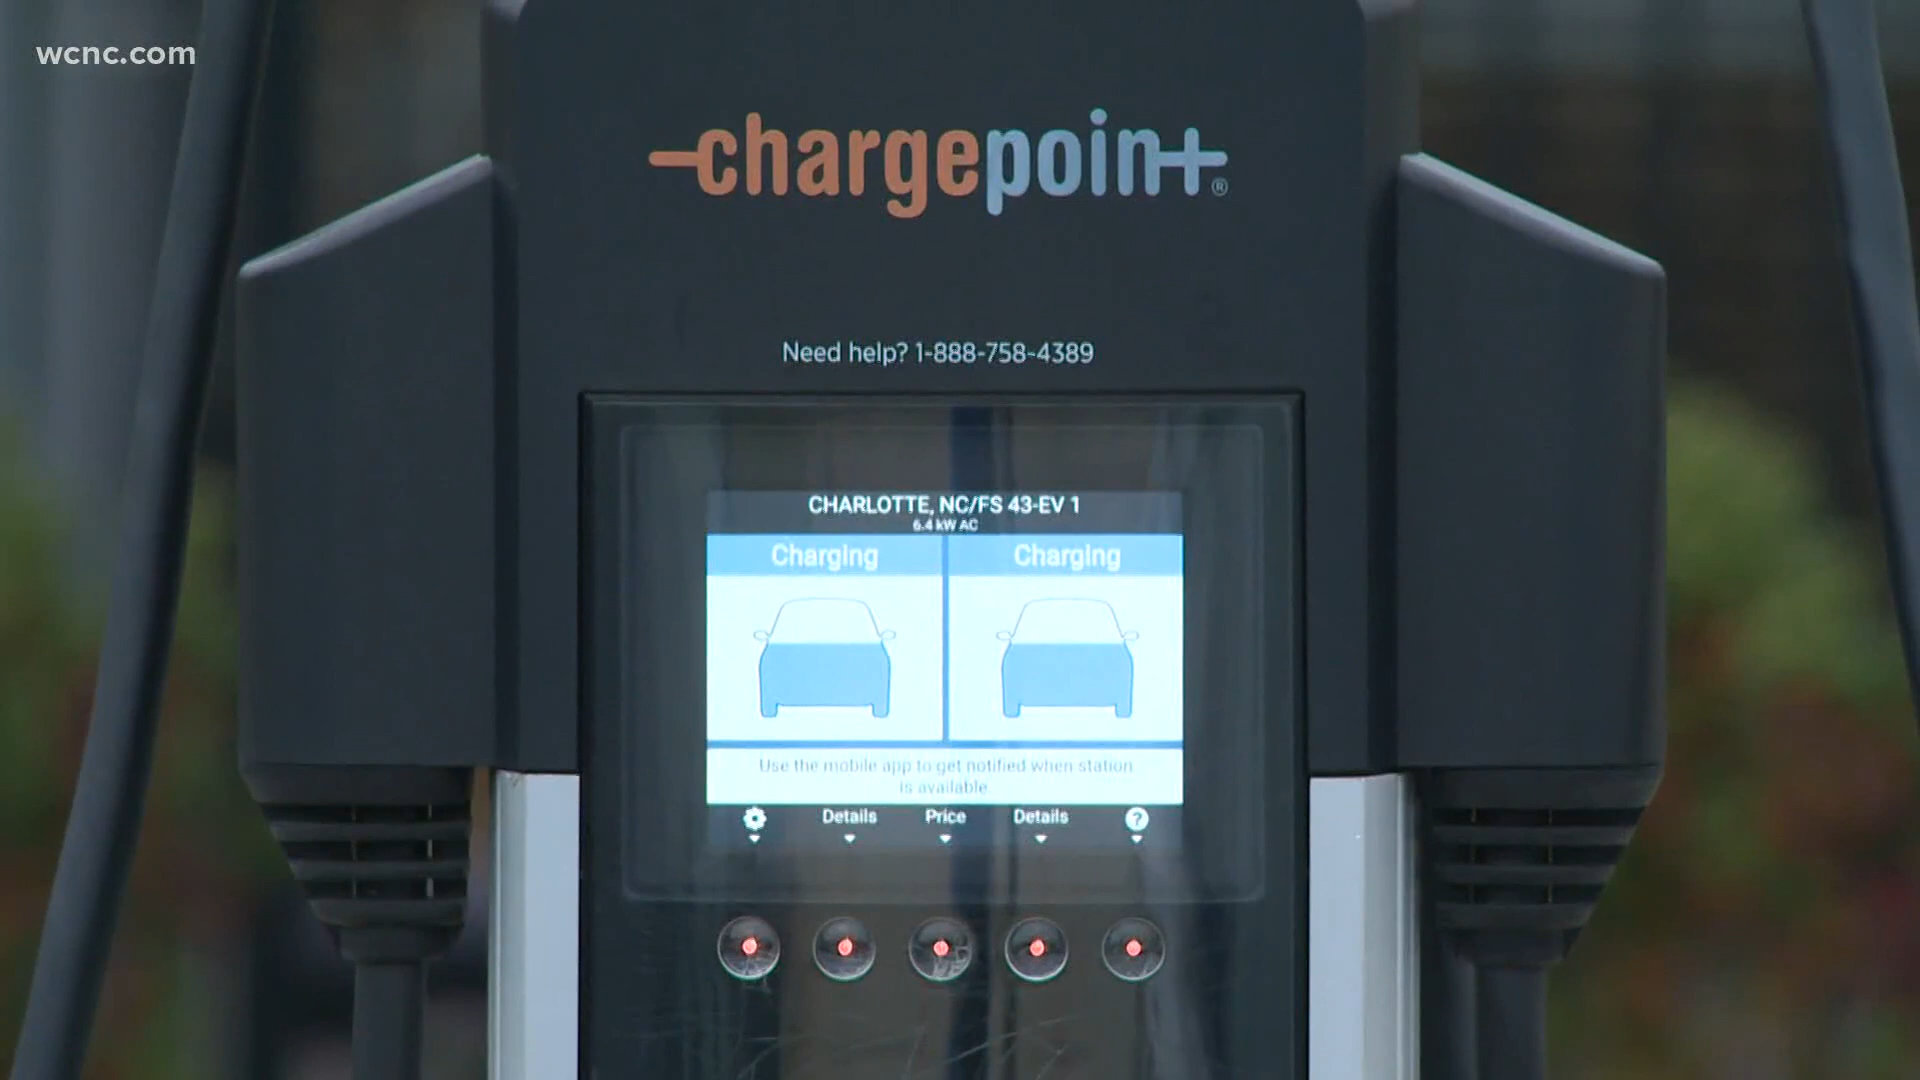 wcnc.com
chargepoint®
Need help? 1-888-758-4389
CHARLOTTE, NC/FS 43-EV 1
6.4 kW AC
Charging Charging
Use the mobile app to get notified when station
is available.
Details Price Details ?